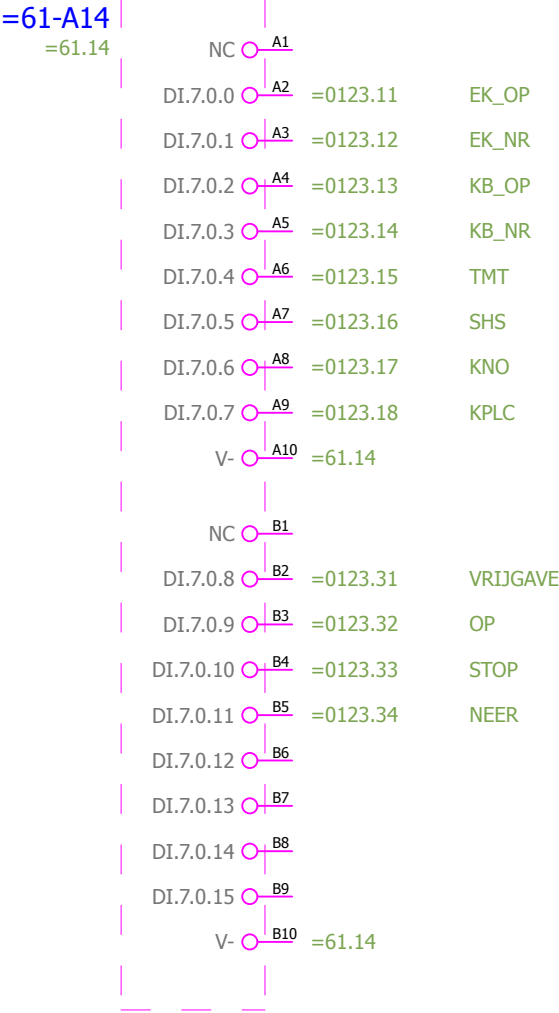 =61-A14
=61.14
NC A1
DI.7.0.0 A2 =0123.11 EK_OP
DI.7.0.1 A3 =0123.12 EK_NR
DI.7.0.2 A4 =0123.13 KB_OP
DI.7.0.3 A5 =0123.14 KB_NR
DI.7.0.4 A6 =0123.15 TMT
DI.7.0.5 A7 =0123.16 SHS
DI.7.0.6 A8 =0123.17 KNO
DI.7.0.7 A9 =0123.18 KPLC
V- A10 =61.14
NC B1
DI.7.0.8 B2 =0123.31 VRIJGAVE
DI.7.0.9 B3 =0123.32 OP
DI.7.0.10 B4 =0123.33 STOP
DI.7.0.11 B5 =0123.34 NEER
DI.7.0.12 B6
DI.7.0.13 B7
DI.7.0.14 B8
DI.7.0.15 B9
V- B10 =61.14